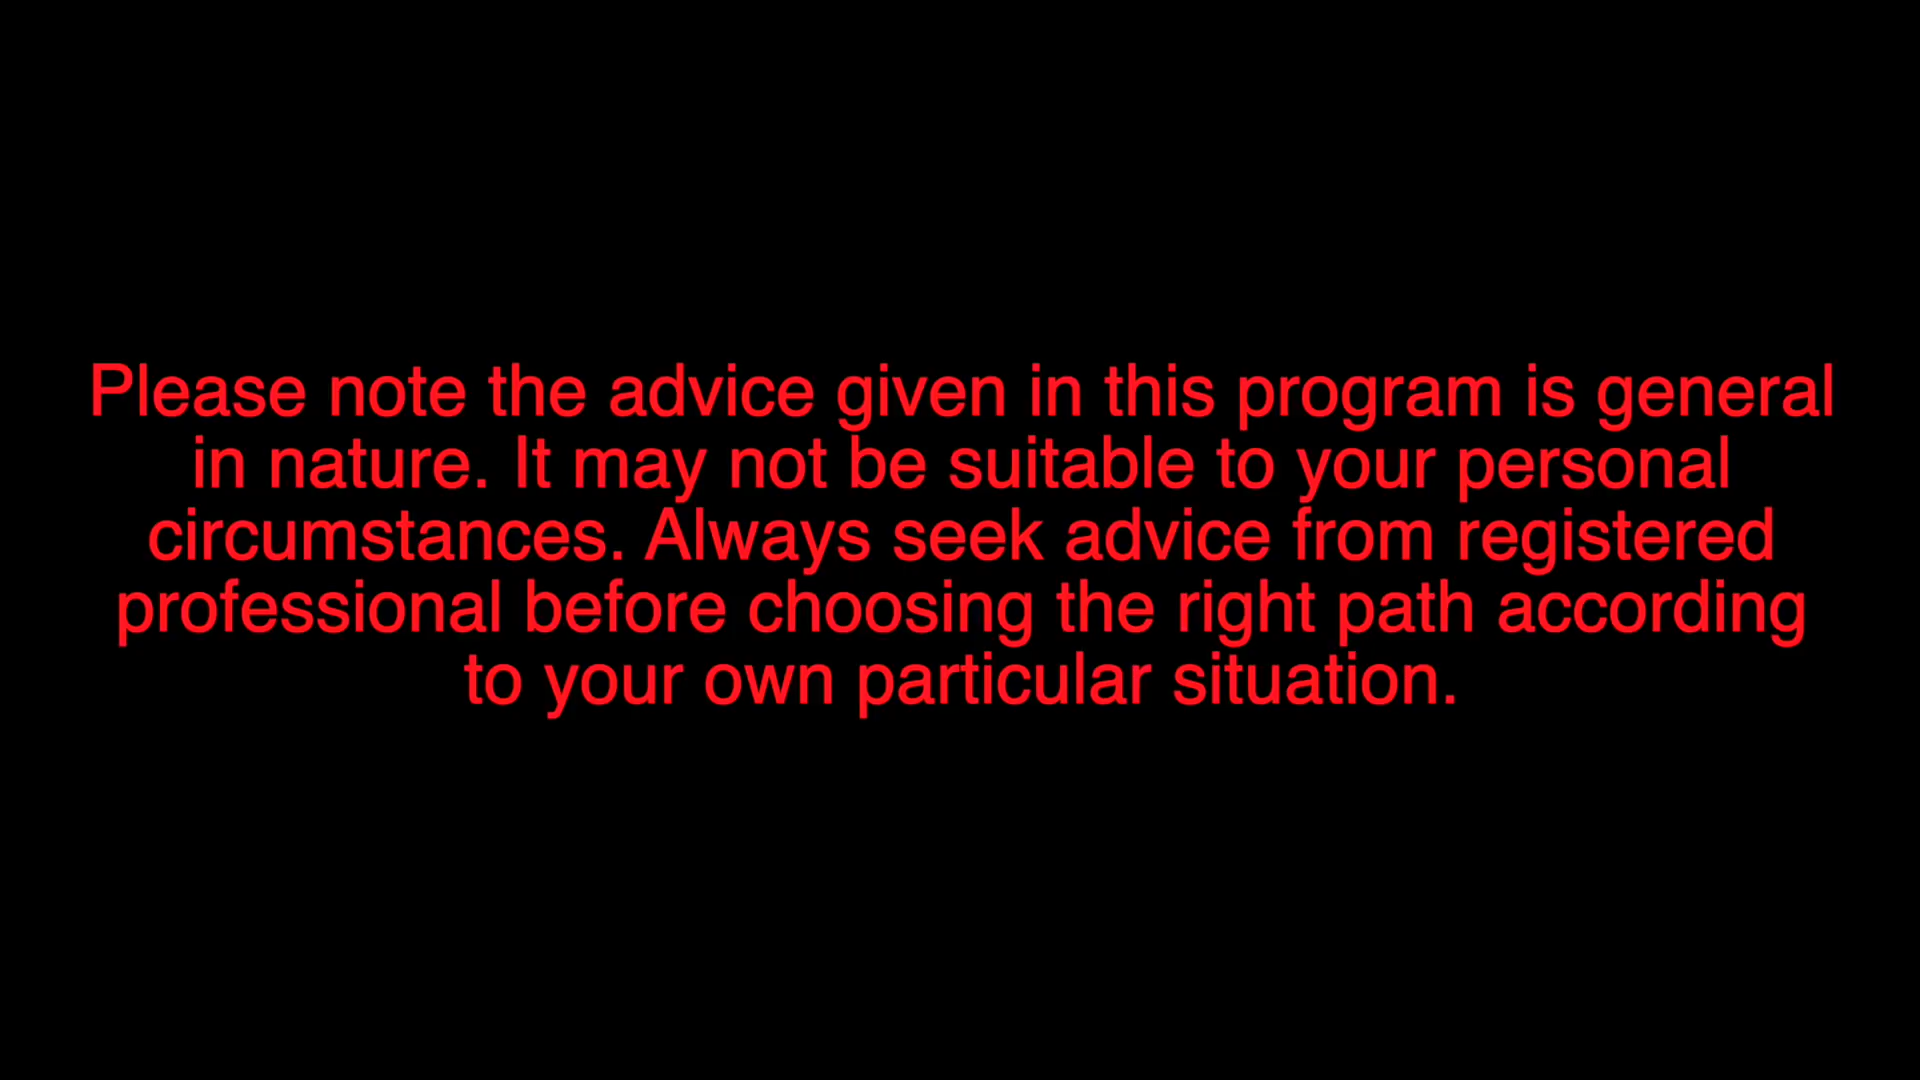 Please note the advice given in this program is general
in nature. It may not be suitable to your personal
circumstances. Always seek advice from registered
professional before choosing the right path according
to your own particular situation.